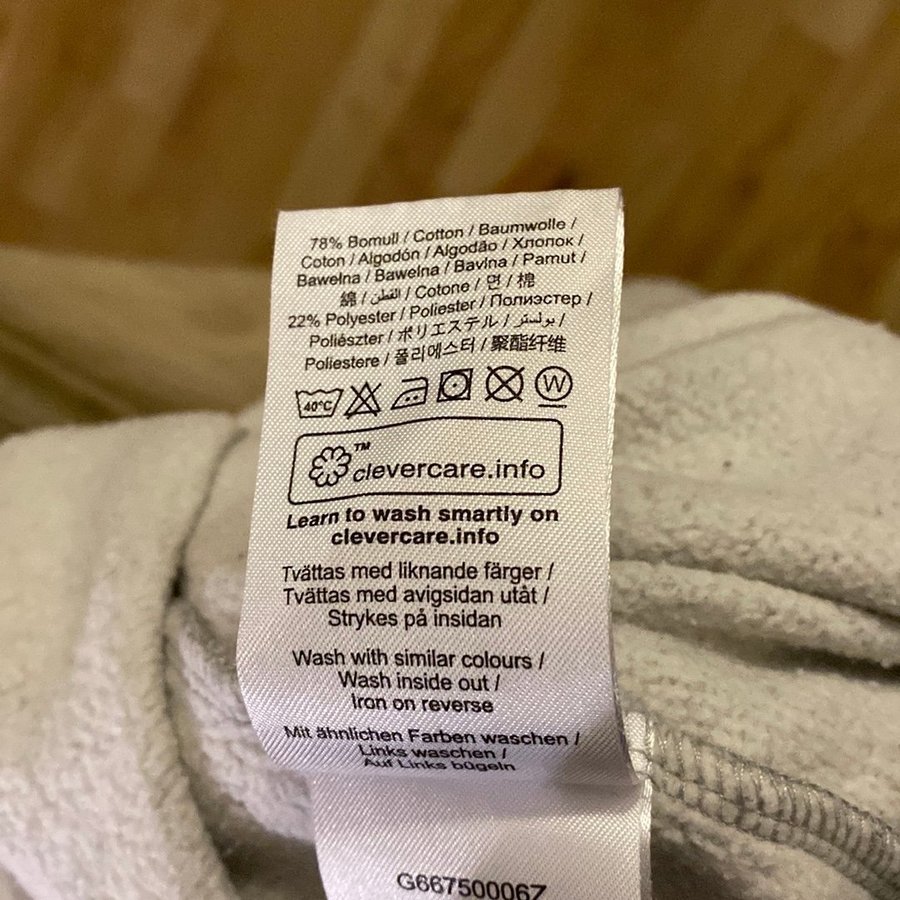 78% Bomull / Cotton / Baumwolle /
Coton / Algodón / Algodão / Хлопок /
Bawełna / Bawełna / Bavlna / Pamut /
綿 / القطن / Cotone / 면 / 棉
22% Polyester / Poliester / Полиэстер /
Poliészter / ポリエステル / بوليستر /
Poliestere / 폴리에스터 / 聚酯纤维
40°C W
™
clevercare.info
Learn to wash smartly on
clevercare.info
Tvättas med liknande färger /
Tvättas med avigsidan utåt /
Strykes på insidan
Wash with similar colours /
Wash inside out /
Iron on reverse
Mit ähnlichen Farben waschen /
Links waschen /
Auf Links bügeln
G667500067